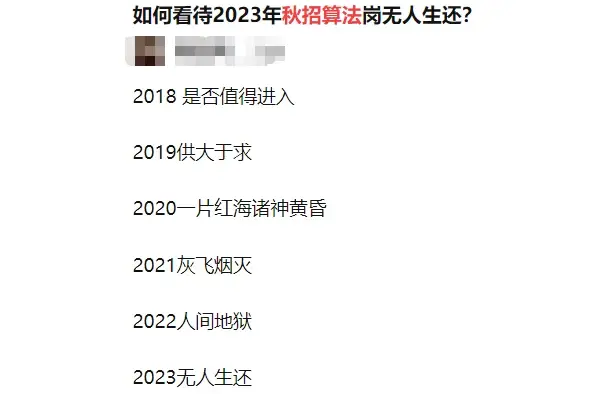 如何看待2023年秋招算法岗无人生还?
2018 是否值得进入
2019供大于求
2020一片红海诸神黄昏
2021灰飞烟灭
2022人间地狱
2023无人生还